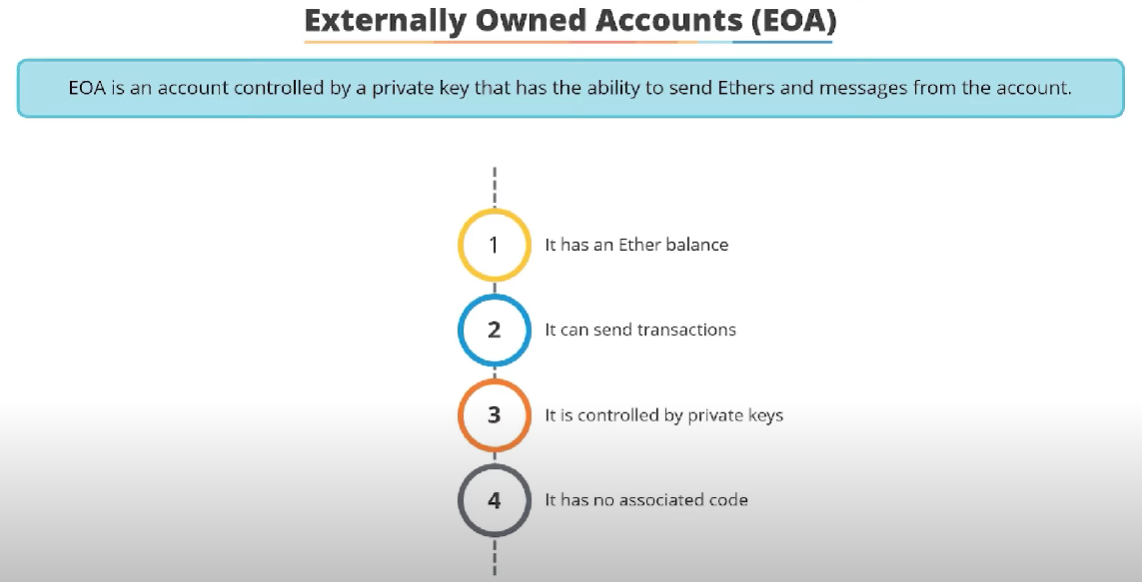 Externally Owned Accounts (EOA)
EOA is an account controlled by a private key that has the ability to send Ethers and messages from the account.
1 It has an Ether balance
2 It can send transactions
3 It is controlled by private keys
4 It has no associated code